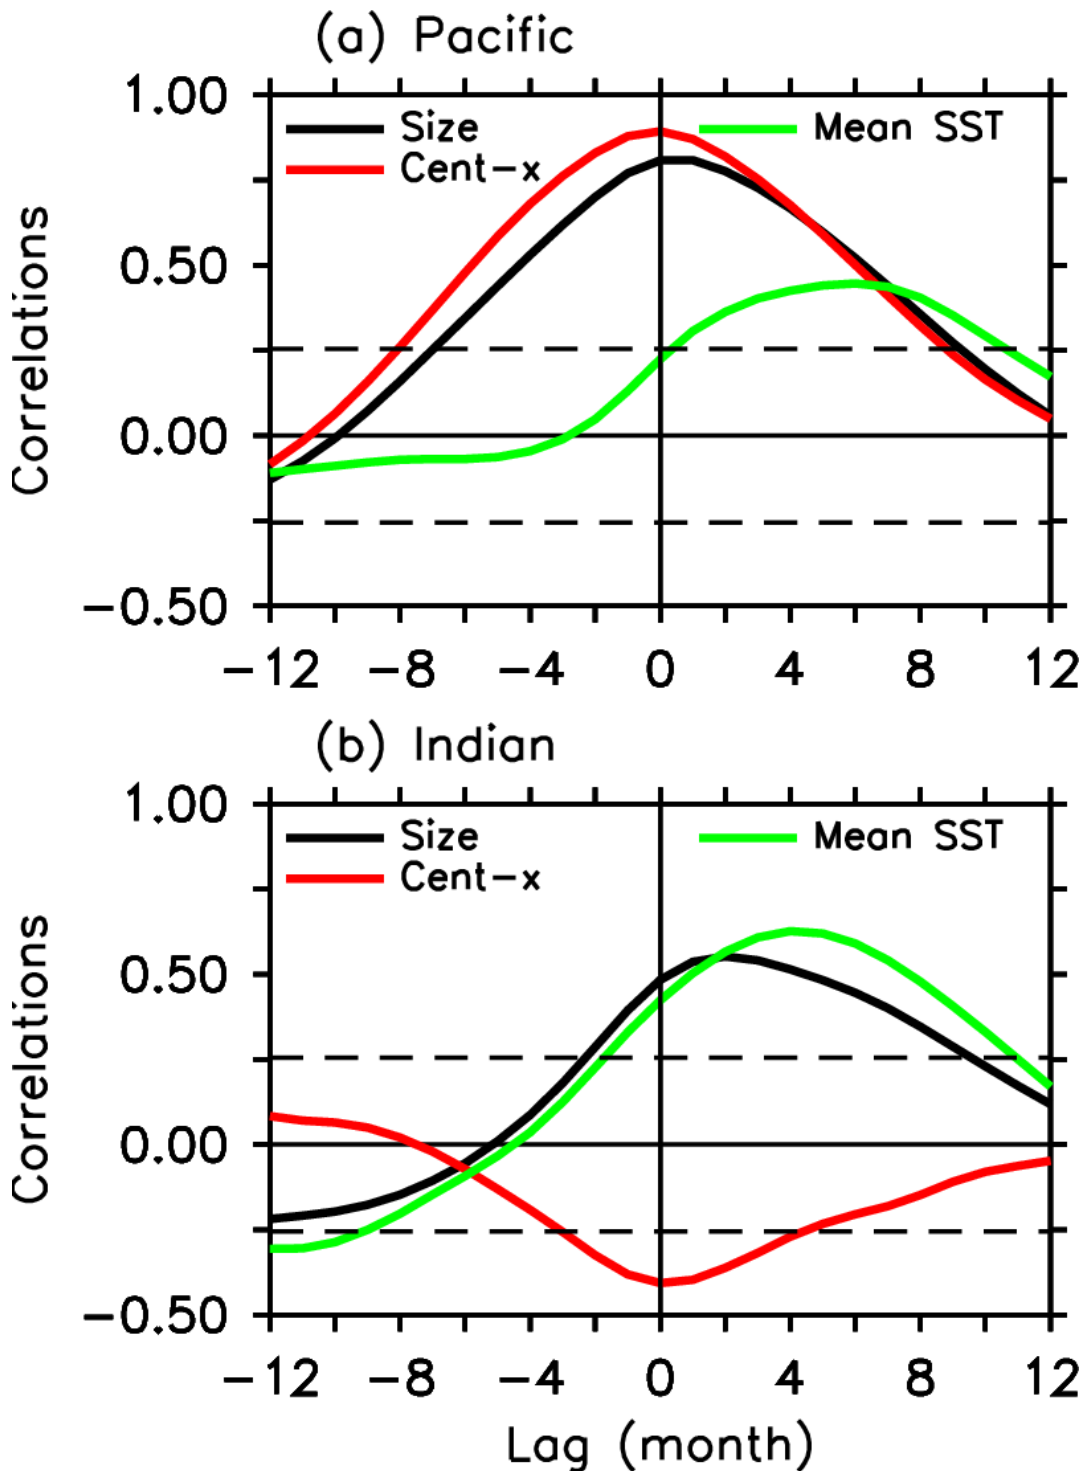 (a) Pacific
1.00
Size
Mean SST
Cent-x
0.50
Correlations
0.00
-0.50
-12 -8 -4 0 4 8 12
(b) Indian
1.00
Size
Mean SST
Cent-x
0.50
Correlations
0.00
-0.50
-12 -8 -4 0 4 8 12
Lag (month)